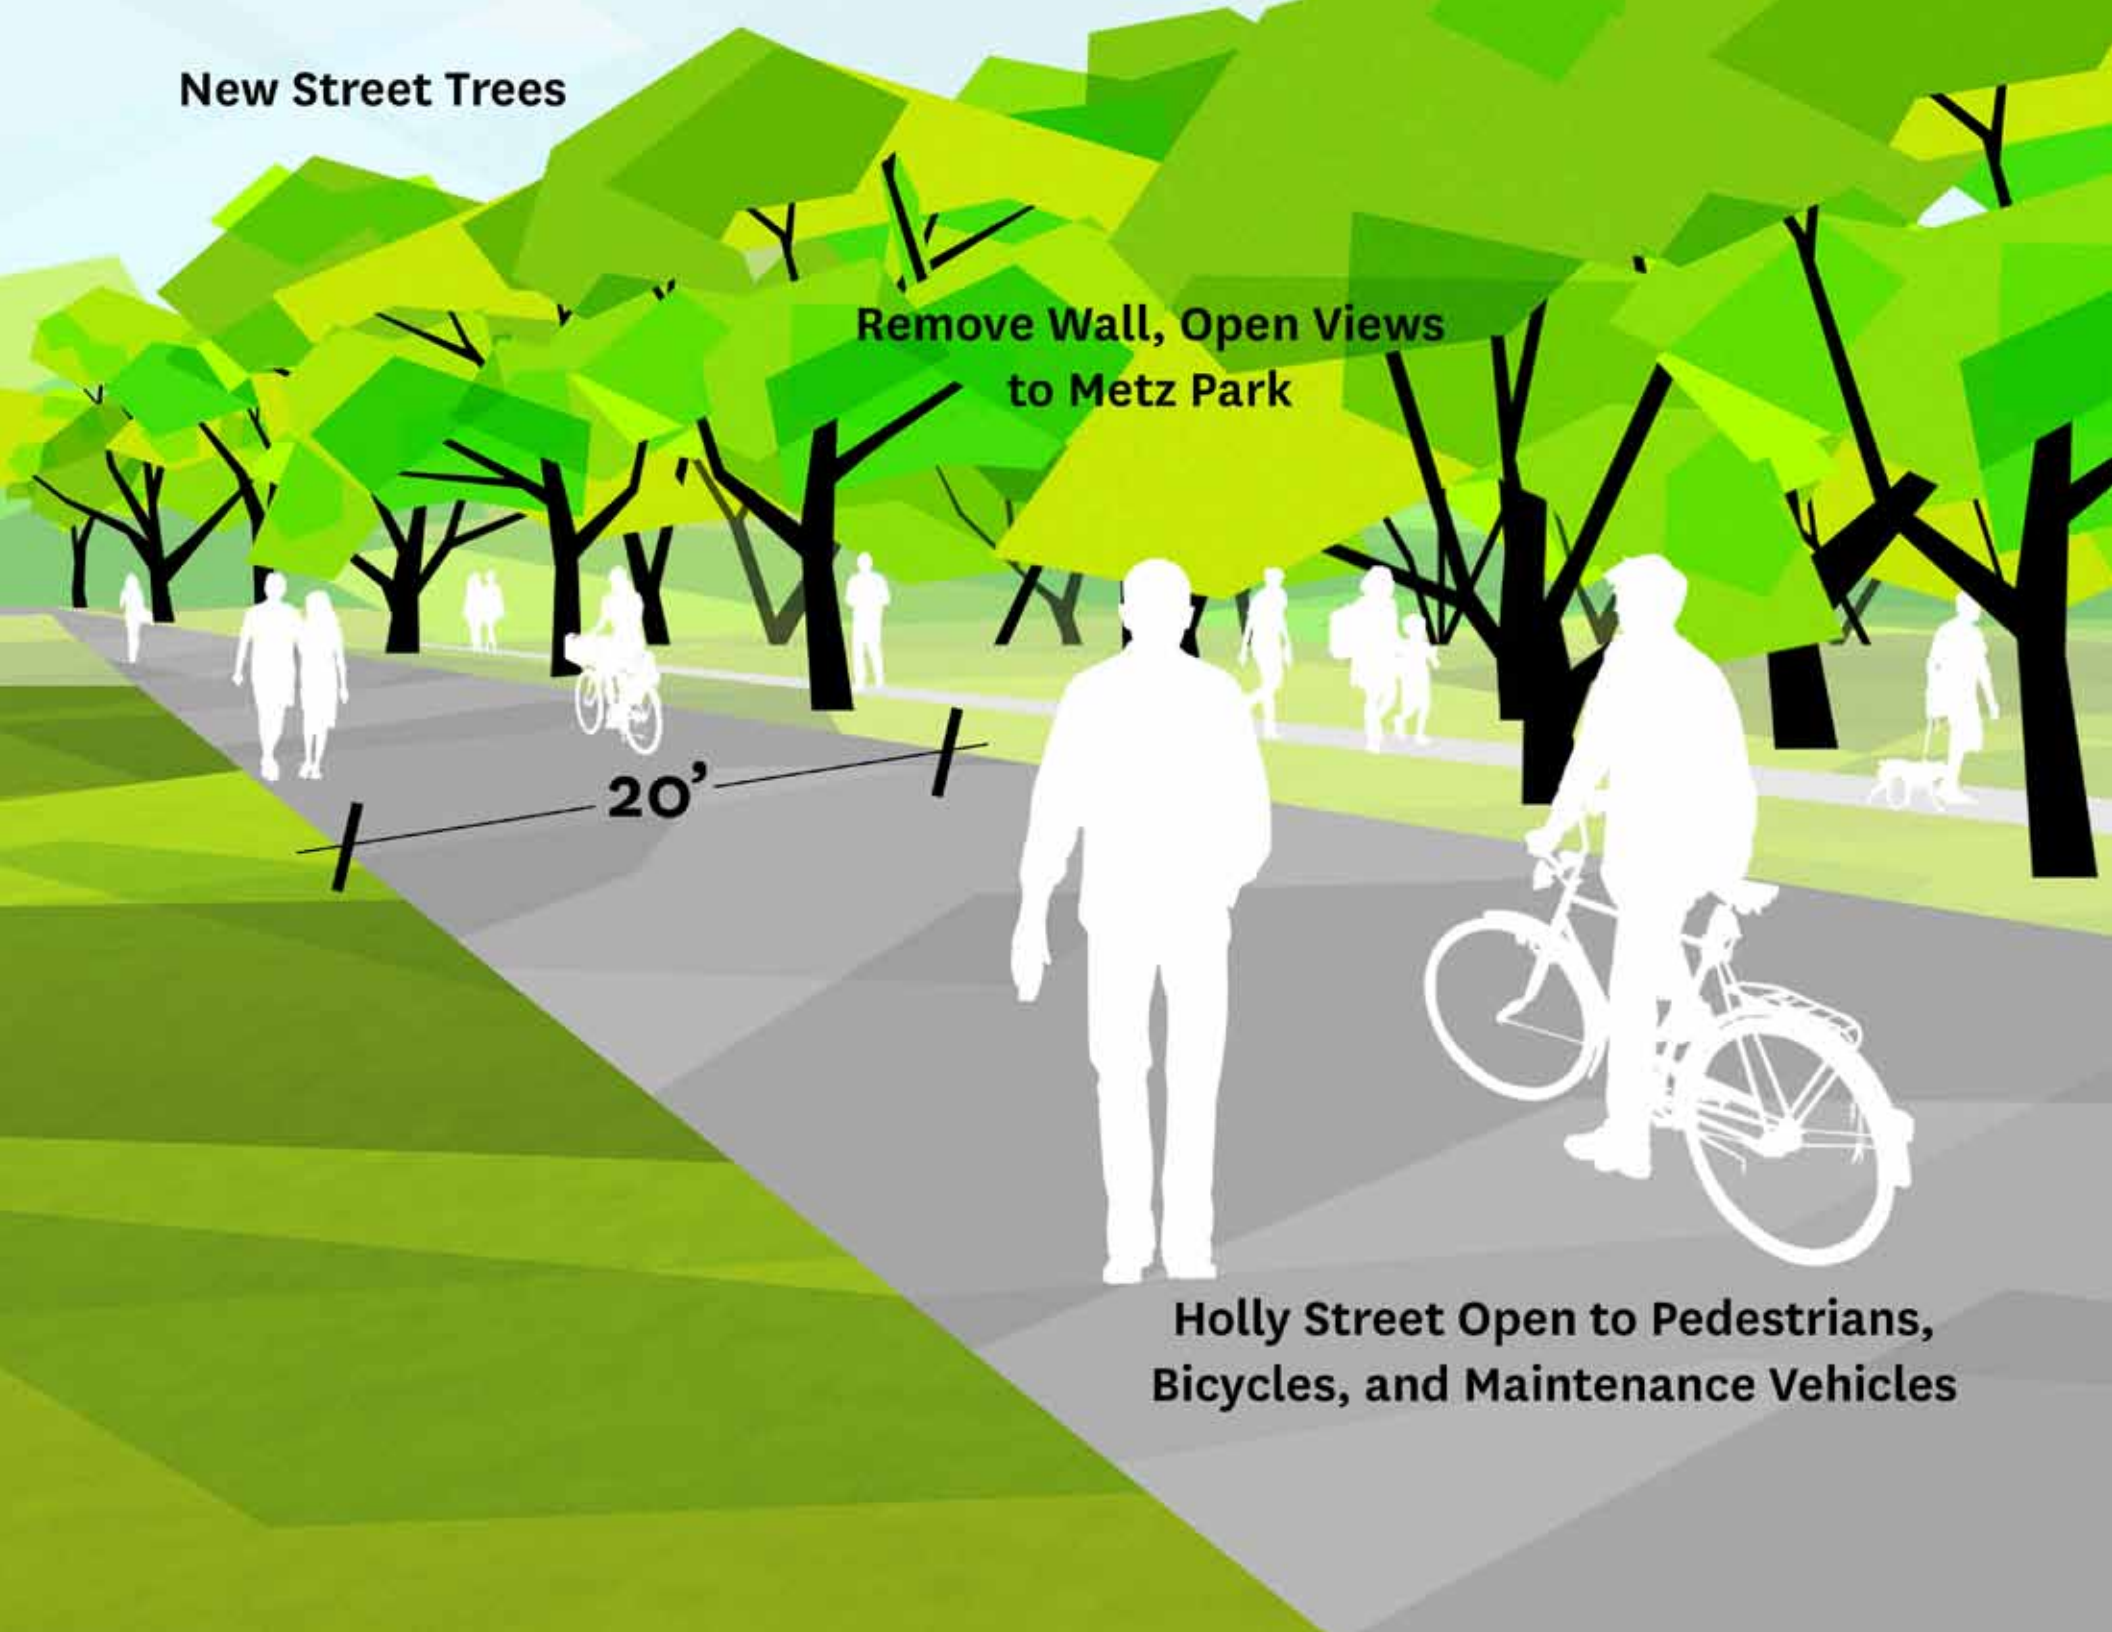 New Street Trees
Remove Wall, Open Views
to Metz Park
20’
Holly Street Open to Pedestrians,
Bicycles, and Maintenance Vehicles